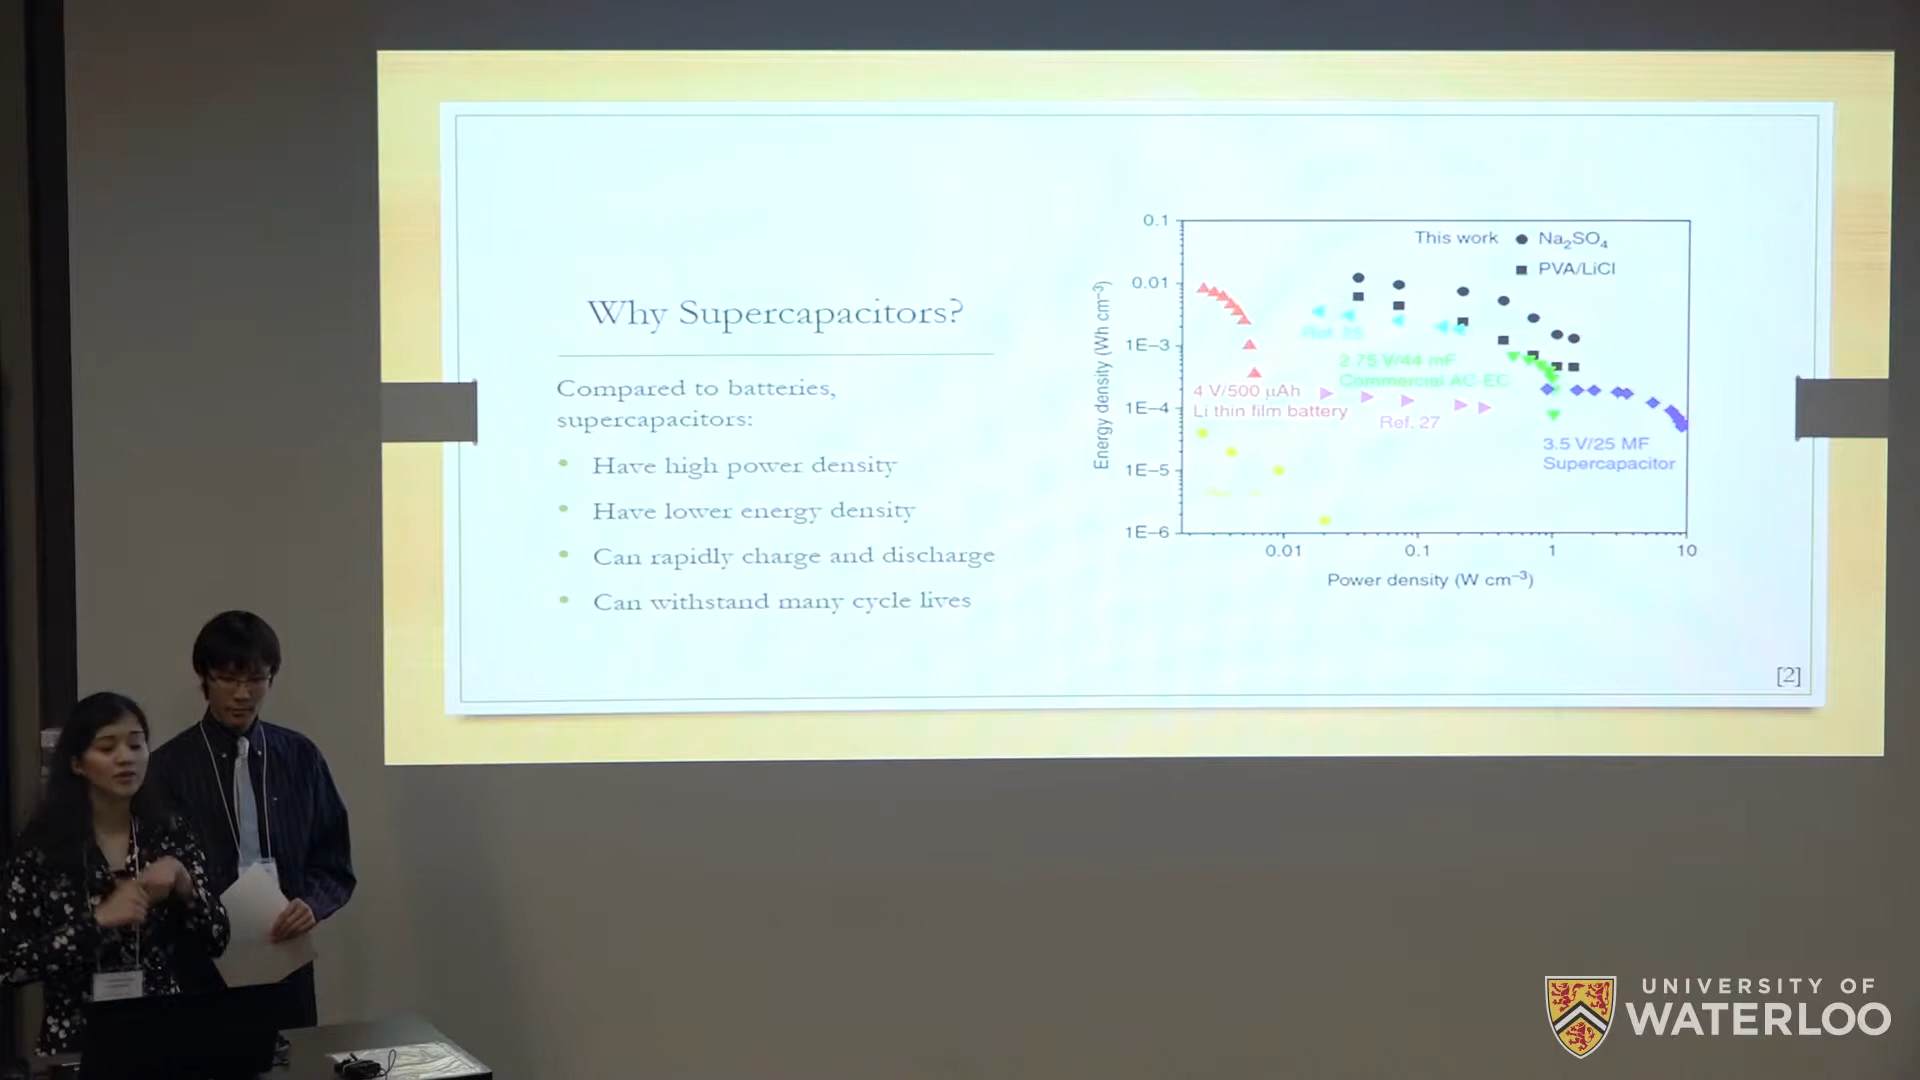 Why Supercapacitors?
Compared to batteries,
supercapacitors:
• Have high power density
• Have lower energy density
• Can rapidly charge and discharge
• Can withstand many cycle lives
0.1
0.01
1E−3
1E−4
1E−5
1E−6
Energy density (Wh cm⁻³)
This work ● Na₂SO₄
■ PVA/LiCl
2.75 V/44 mF
Commercial AC-EC
4 V/500 μAh
Li thin film battery
Ref. 27
3.5 V/25 MF
Supercapacitor
0.01 0.1 1 10
Power density (W cm⁻³)
[2]
UNIVERSITY OF
WATERLOO